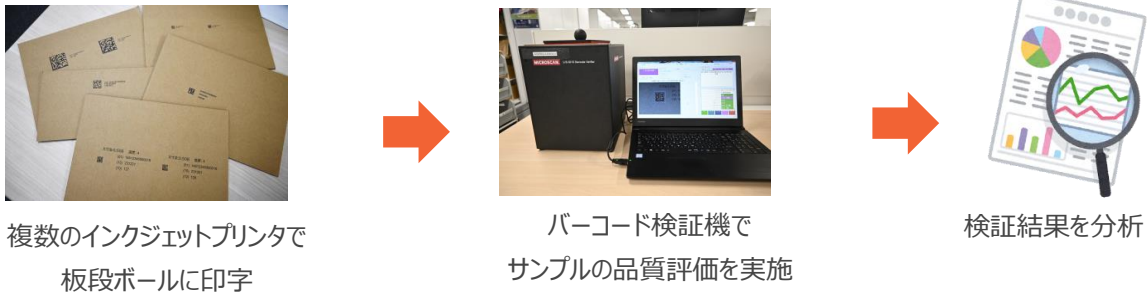 複数のインクジェットプリンタで
板段ボールに印字
MICROSCAN
バーコード検証機で
サンプルの品質評価を実施
検証結果を分析